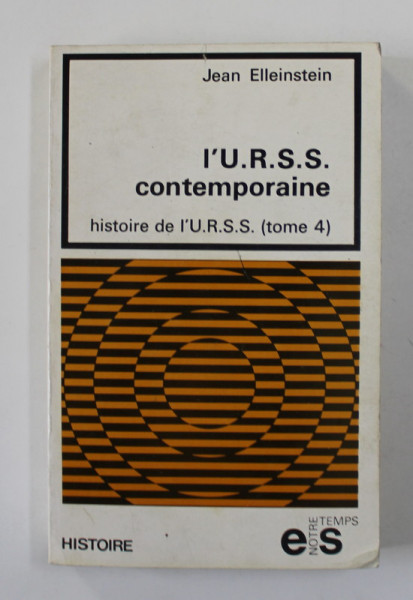 Jean Elleinstein
l'U.R.S.S.
contemporaine
histoire de l'U.R.S.S. (tome 4)
HISTOIRE
es
NOTRE
TEMPS